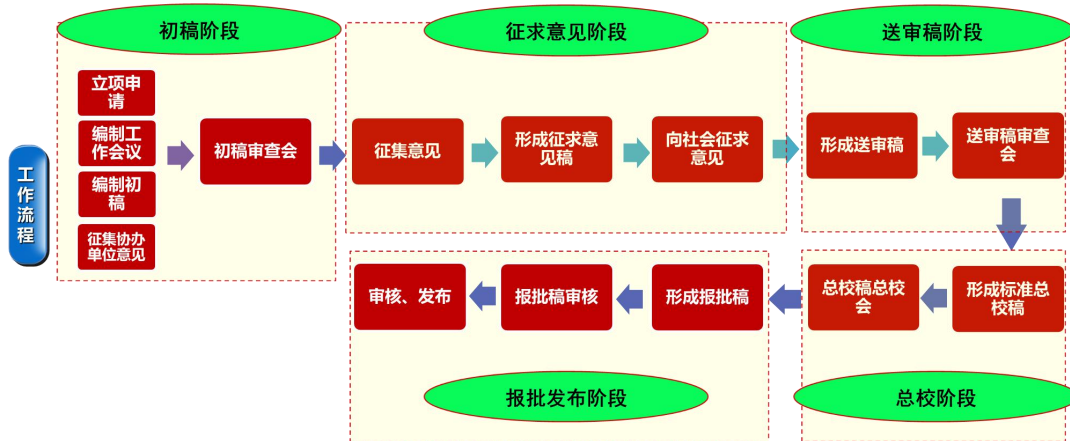 初稿阶段
征求意见阶段
送审稿阶段
工作流程
立项申
请
编制工
作会议
编制初
稿
征集协办
单位意见
初稿审查会
征集意见
形成征求意
见稿
向社会征求
意见
形成送审稿
送审稿审查
会
审核、发布
报批稿审核
形成报批稿
总校稿总校
会
形成标准总
校稿
报批发布阶段
总校阶段